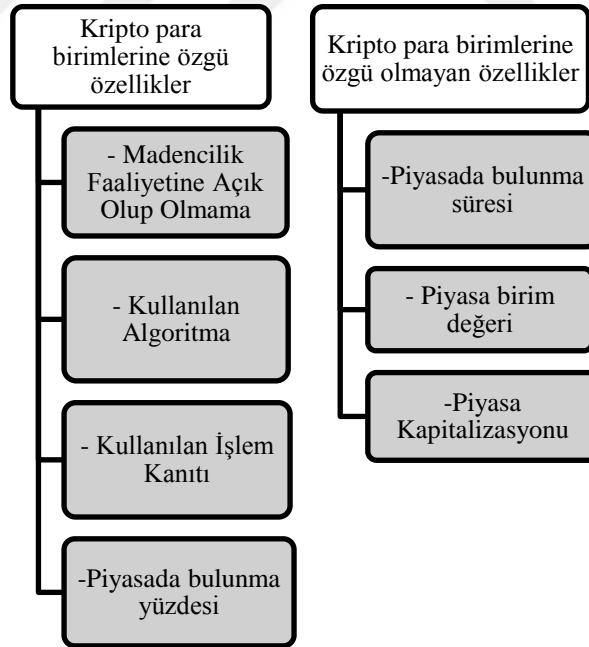 Kripto para
birimlerine özgü
özellikler
- Madencilik
Faaliyetine Açık
Olup Olmama
- Kullanılan
Algoritma
- Kullanılan İşlem
Kanıtı
-Piyasada bulunma
yüzdesi
Kripto para birimlerine
özgü olmayan özellikler
-Piyasada bulunma
süresi
- Piyasa birim
değeri
-Piyasa
Kapitalizasyonu